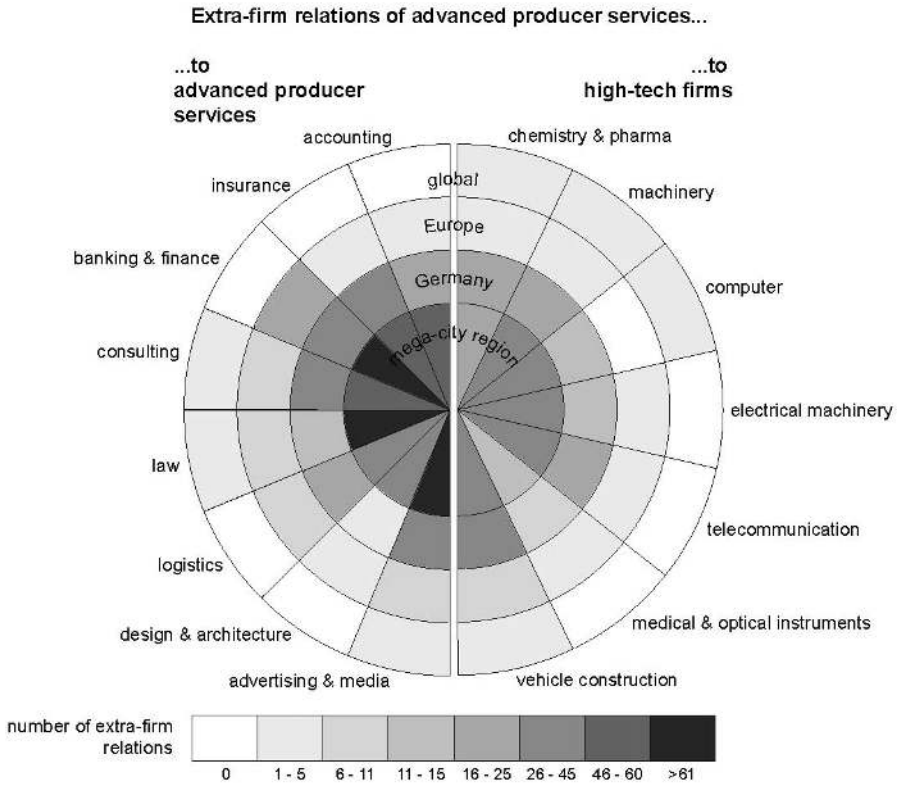 Extra-firm relations of advanced producer services...
...to
advanced producer
services
...to
high-tech firms
accounting
chemistry & pharma
insurance
global
machinery
Europe
banking & finance
Germany
computer
mega-city region
consulting
electrical machinery
law
telecommunication
logistics
design & architecture
medical & optical instruments
advertising & media
vehicle construction
number of extra-firm
relations
0
1 - 5
6 - 11
11 - 15
16 - 25
26 - 45
46 - 60
>61